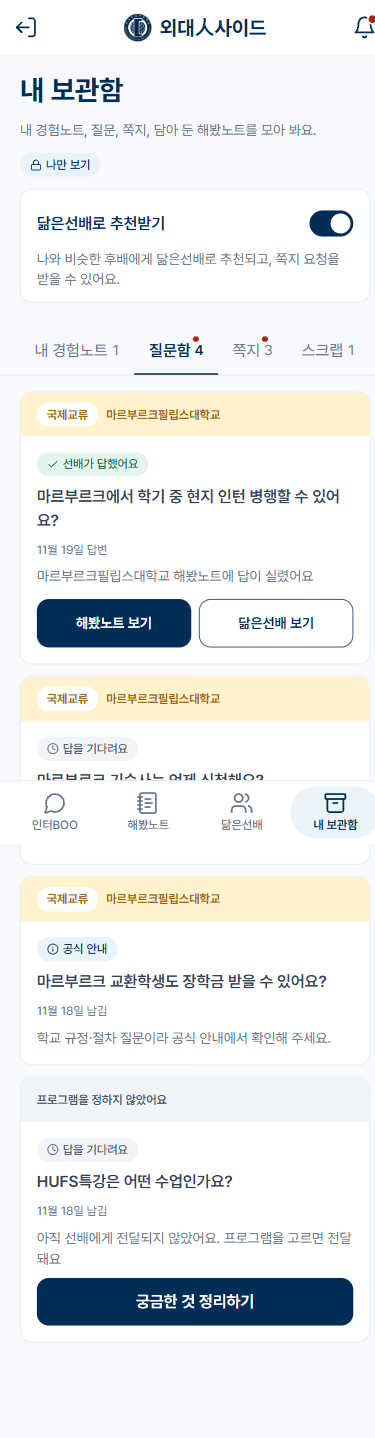 외대人사이드
내 보관함
내 경험노트, 질문, 쪽지, 담아 둔 해봤노트를 모아 봐요.
나만 보기
닮은선배로 추천받기
나와 비슷한 후배에게 닮은선배로 추천되고, 쪽지 요청을
받을 수 있어요.
내 경험노트 1 질문함 4 쪽지 3 스크랩 1
국제교류 마르부르크필립스대학교
선배가 답했어요
마르부르크에서 학기 중 현지 인턴 병행할 수 있어
요?
11월 19일 답변
마르부르크필립스대학교 해봤노트에 답이 실렸어요
해봤노트 보기 닮은선배 보기
국제교류 마르부르크필립스대학교
답을 기다려요
마르부르크 기숙사는 언제 신청해요?
인터BOO 해봤노트 닮은선배 내 보관함
국제교류 마르부르크필립스대학교
공식 안내
마르부르크 교환학생도 장학금 받을 수 있어요?
11월 18일 남김
학교 규정·절차 질문이라 공식 안내에서 확인해 주세요.
프로그램을 정하지 않았어요
답을 기다려요
HUFS특강은 어떤 수업인가요?
11월 18일 남김
아직 선배에게 전달되지 않았어요. 프로그램을 고르면 전달
돼요
궁금한 것 정리하기